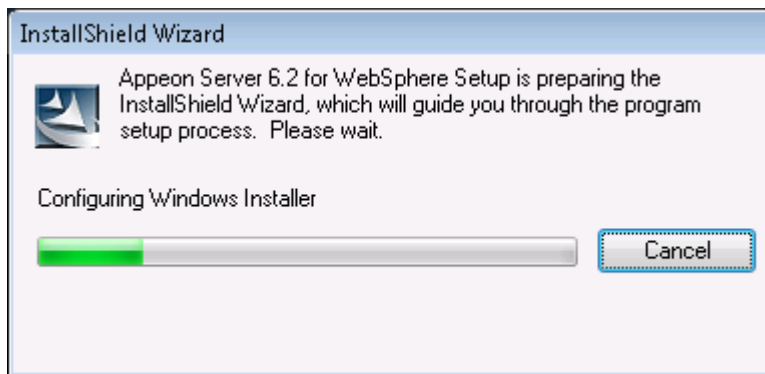 InstallShield Wizard
Appeon Server 6.2 for WebSphere Setup is preparing the
InstallShield Wizard, which will guide you through the program
setup process.  Please wait.
Configuring Windows Installer
Cancel